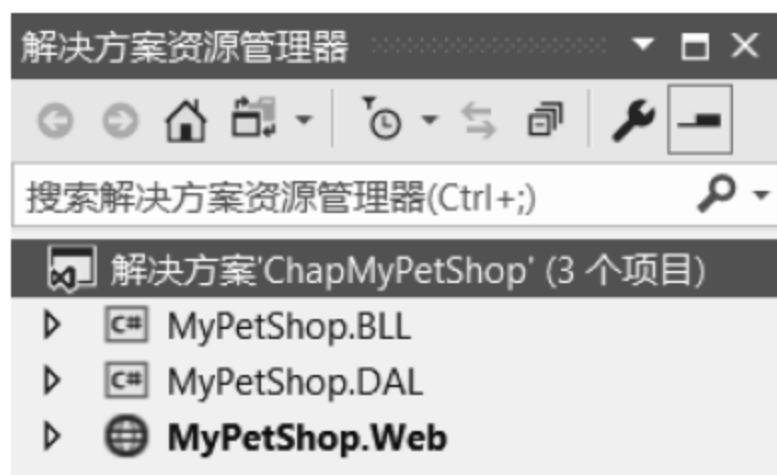 解决方案资源管理器
搜索解决方案资源管理器(Ctrl+;)
解决方案'ChapMyPetShop' (3 个项目)
C# MyPetShop.BLL
C# MyPetShop.DAL
MyPetShop.Web